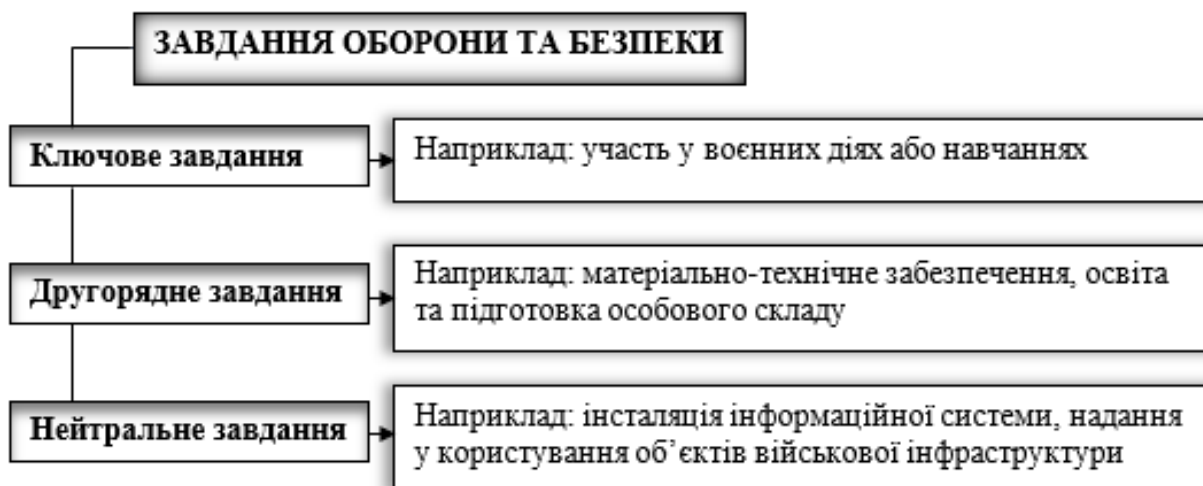 ЗАВДАННЯ ОБОРОНИ ТА БЕЗПЕКИ
Ключове завдання
Наприклад: участь у воєнних діях або навчаннях
Другорядне завдання
Наприклад: матеріально-технічне забезпечення, освіта
та підготовка особового складу
Нейтральне завдання
Наприклад: інсталяція інформаційної системи, надання
у користування об’єктів військової інфраструктури